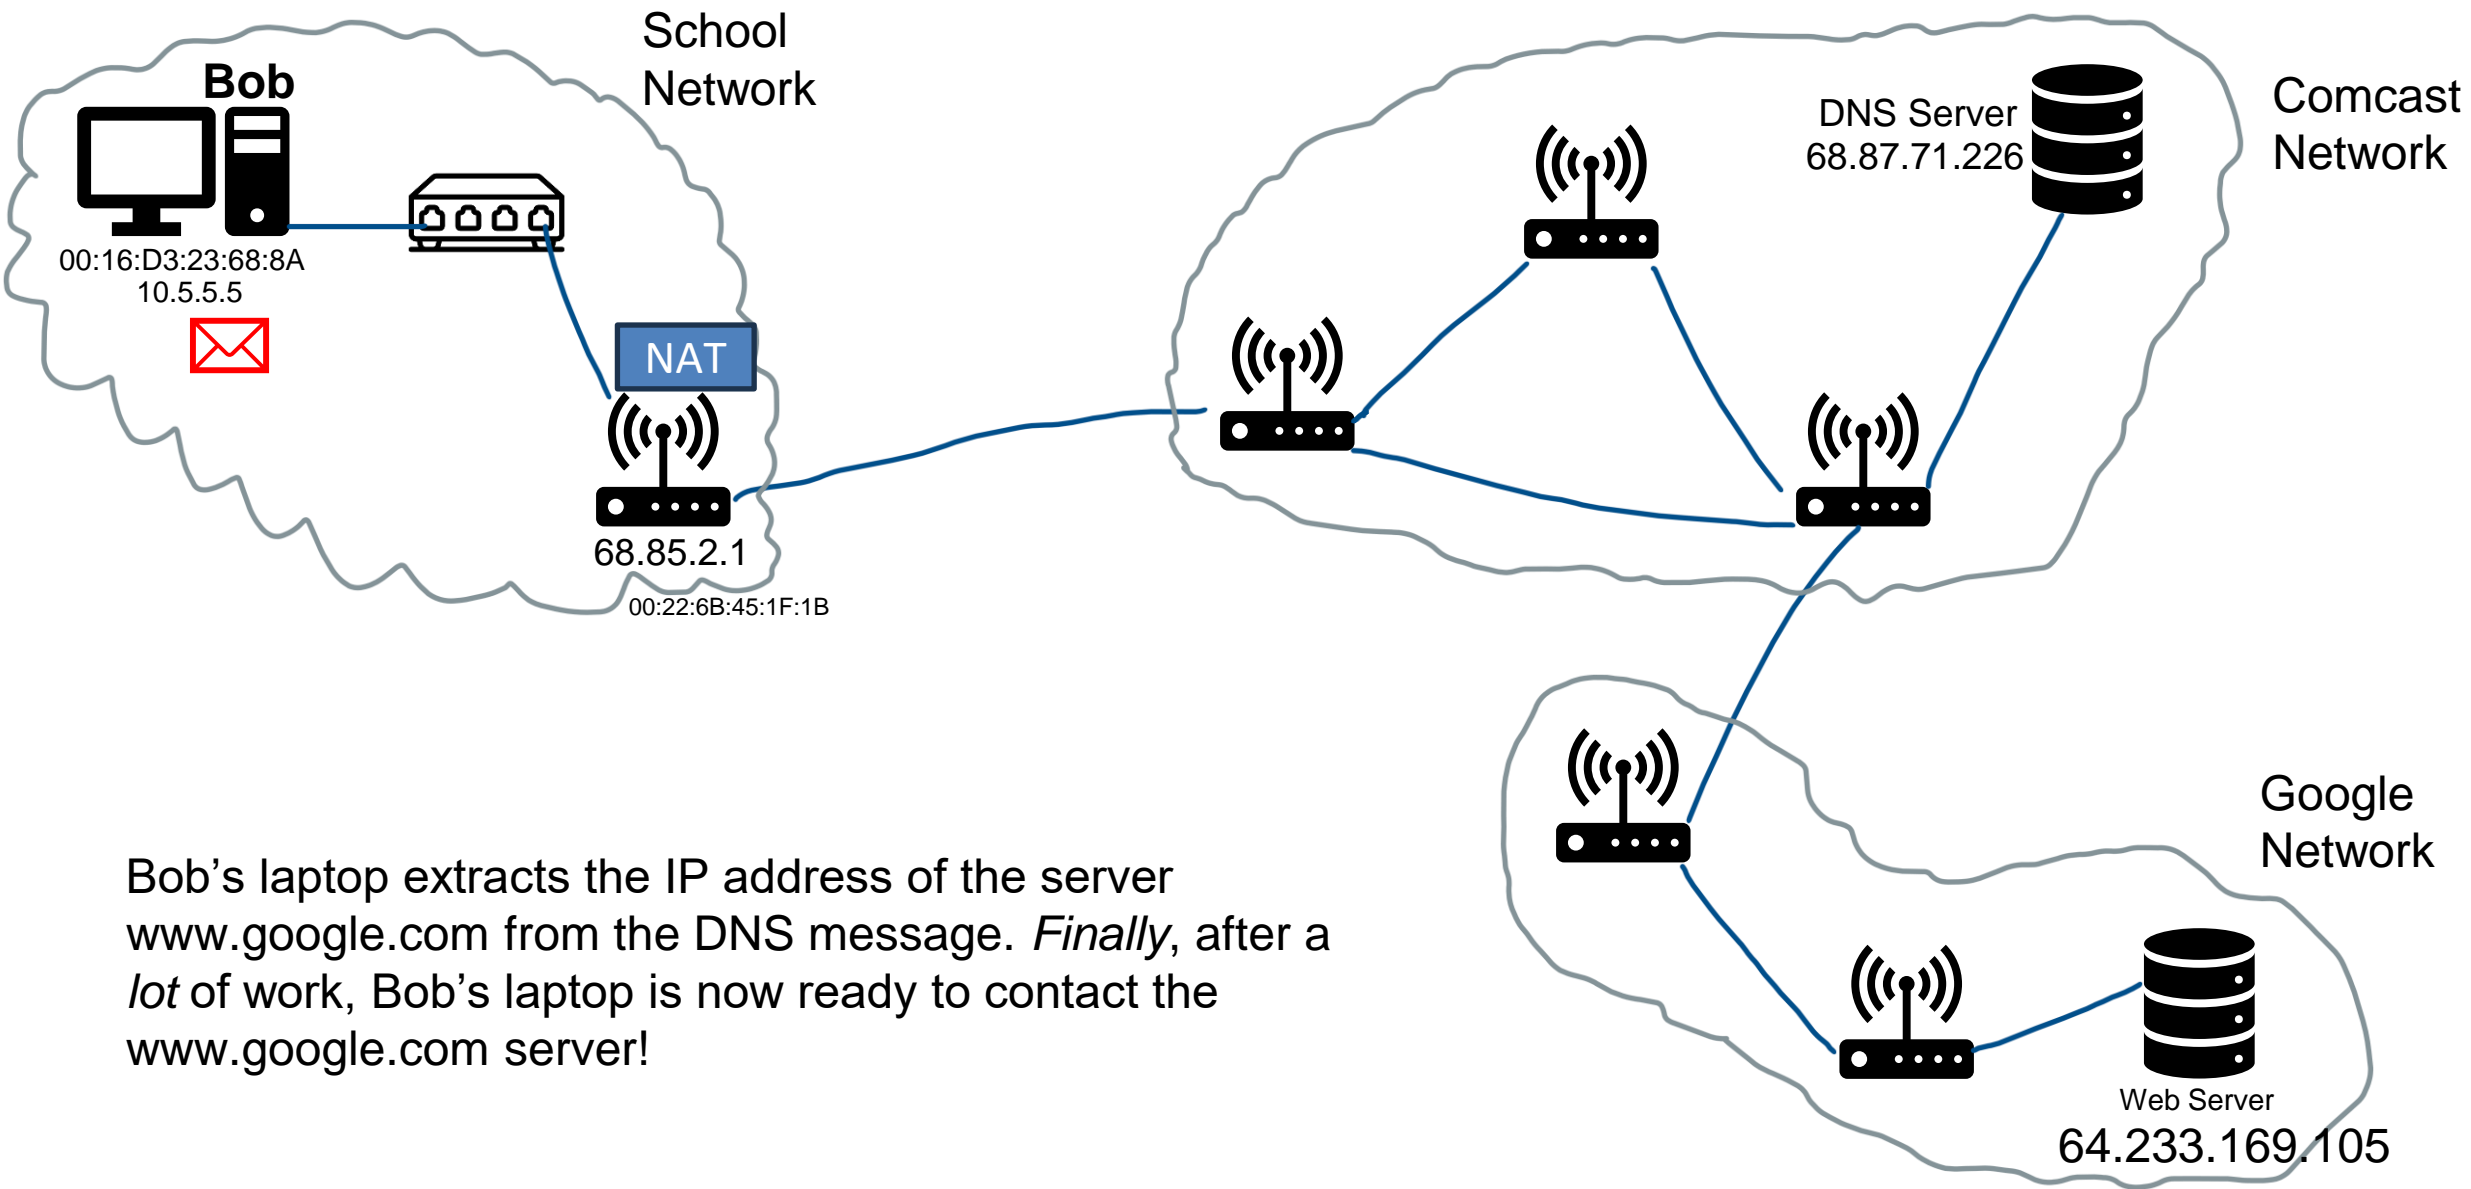 School
Network
Bob
00:16:D3:23:68:8A
10.5.5.5
NAT
68.85.2.1
00:22:6B:45:1F:1B
DNS Server
68.87.71.226
Comcast
Network
Google
Network
Web Server
64.233.169.105
Bob’s laptop extracts the IP address of the server
www.google.com from the DNS message. Finally, after a
lot of work, Bob’s laptop is now ready to contact the
www.google.com server!